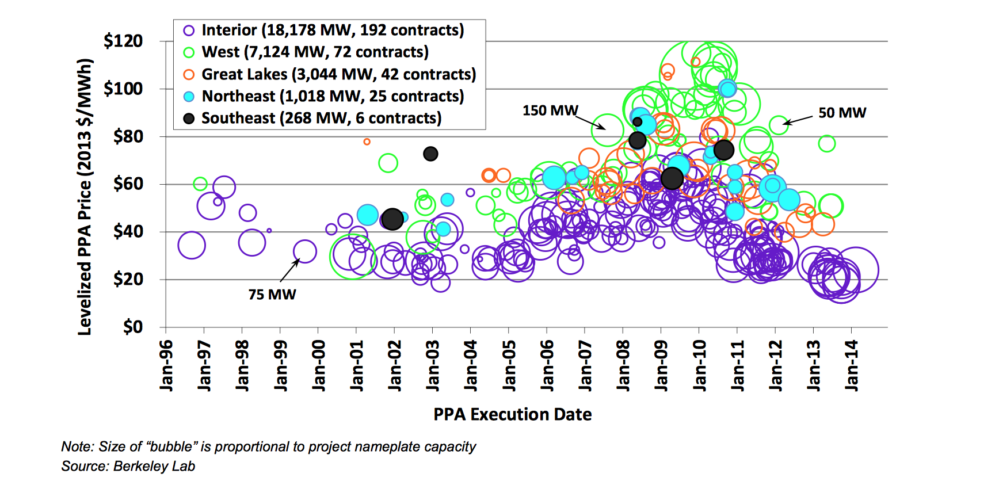 Interior (18,178 MW, 192 contracts)
West (7,124 MW, 72 contracts)
Great Lakes (3,044 MW, 42 contracts)
Northeast (1,018 MW, 25 contracts)
Southeast (268 MW, 6 contracts)
Levelized PPA Price (2013 $/MWh)
$120
$100
$80
$60
$40
$20
$0
150 MW
50 MW
75 MW
Jan-96
Jan-97
Jan-98
Jan-99
Jan-00
Jan-01
Jan-02
Jan-03
Jan-04
Jan-05
Jan-06
Jan-07
Jan-08
Jan-09
Jan-10
Jan-11
Jan-12
Jan-13
Jan-14
PPA Execution Date
Note: Size of “bubble” is proportional to project nameplate capacity
Source: Berkeley Lab